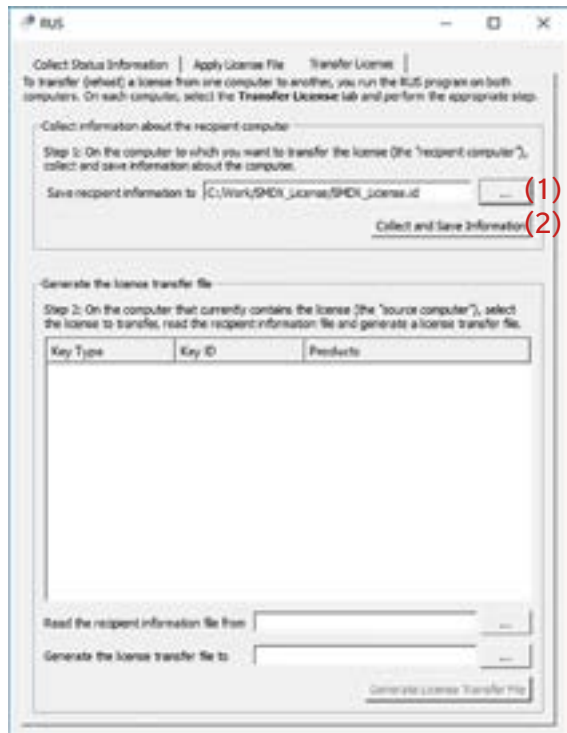 RUS
Collect Status Information | Apply License File Transfer License
To transfer (rehost) a license from one computer to another, you run the RUS program on both
computers. On each computer, select the Transfer License tab and perform the appropriate step.
Collect information about the recipient computer
Step 1: On the computer to which you want to transfer the license (the "recipient computer"),
collect and save information about the computer.
Save recipient information to C:/Work/SMDX_License/SMDX_License.id ... (1)
Collect and Save Information (2)
Generate the license transfer file
Step 2: On the computer that currently contains the license (the "source computer"), select
the license to transfer, read the recipient information file and generate a license transfer file.
Key Type Key ID Products
Read the recipient information file from ...
Generate the license transfer file to ...
Generate License Transfer File